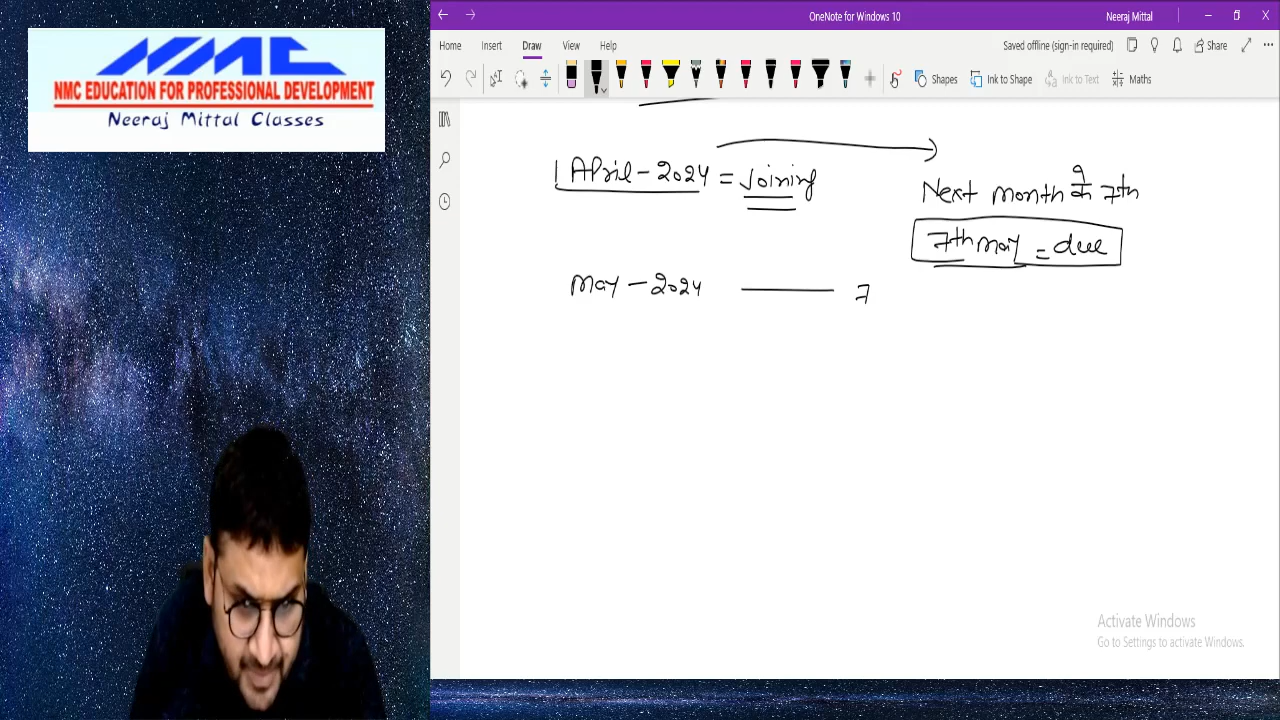 NMC
NMC EDUCATION FOR PROFESSIONAL DEVELOPMENT
Neeraj Mittal Classes
OneNote for Windows 10
Neeraj Mittal
Home Insert Draw View Help
Saved offline (sign-in required)
Share
Shapes
Ink to Shape
Ink to Text
Maths
1 April - 2024 = Joining
Next month के 7th
7th may = due
may - 2024 7
Activate Windows
Go to Settings to activate Windows.